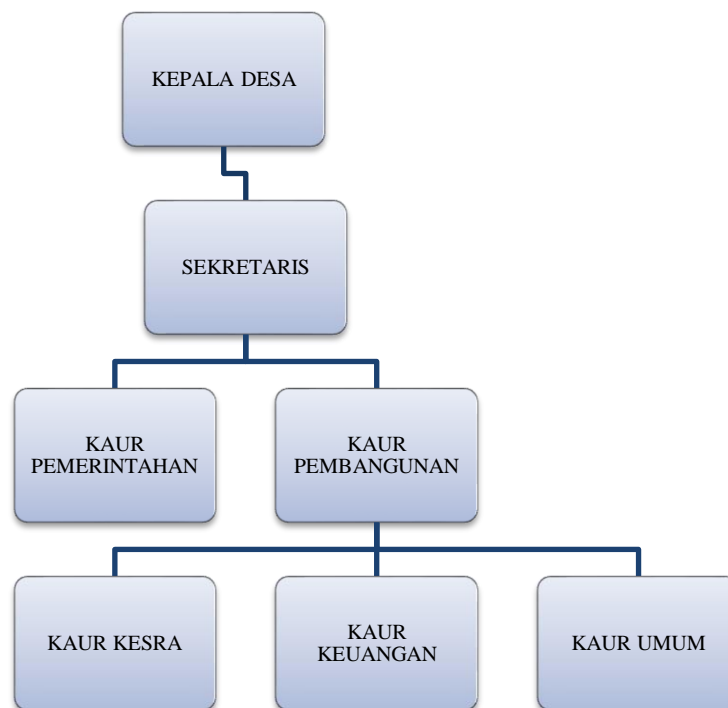 KEPALA DESA
SEKRETARIS
KAUR
PEMERINTAHAN
KAUR
PEMBANGUNAN
KAUR KESRA
KAUR
KEUANGAN
KAUR UMUM